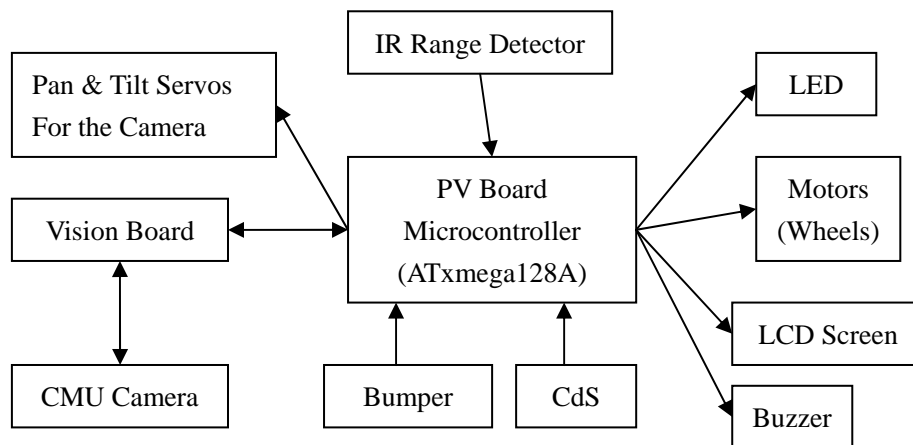 IR Range Detector
Pan & Tilt Servos
For the Camera
LED
PV Board
Microcontroller
(ATxmega128A)
Motors
(Wheels)
Vision Board
LCD Screen
CMU Camera
Bumper
CdS
Buzzer